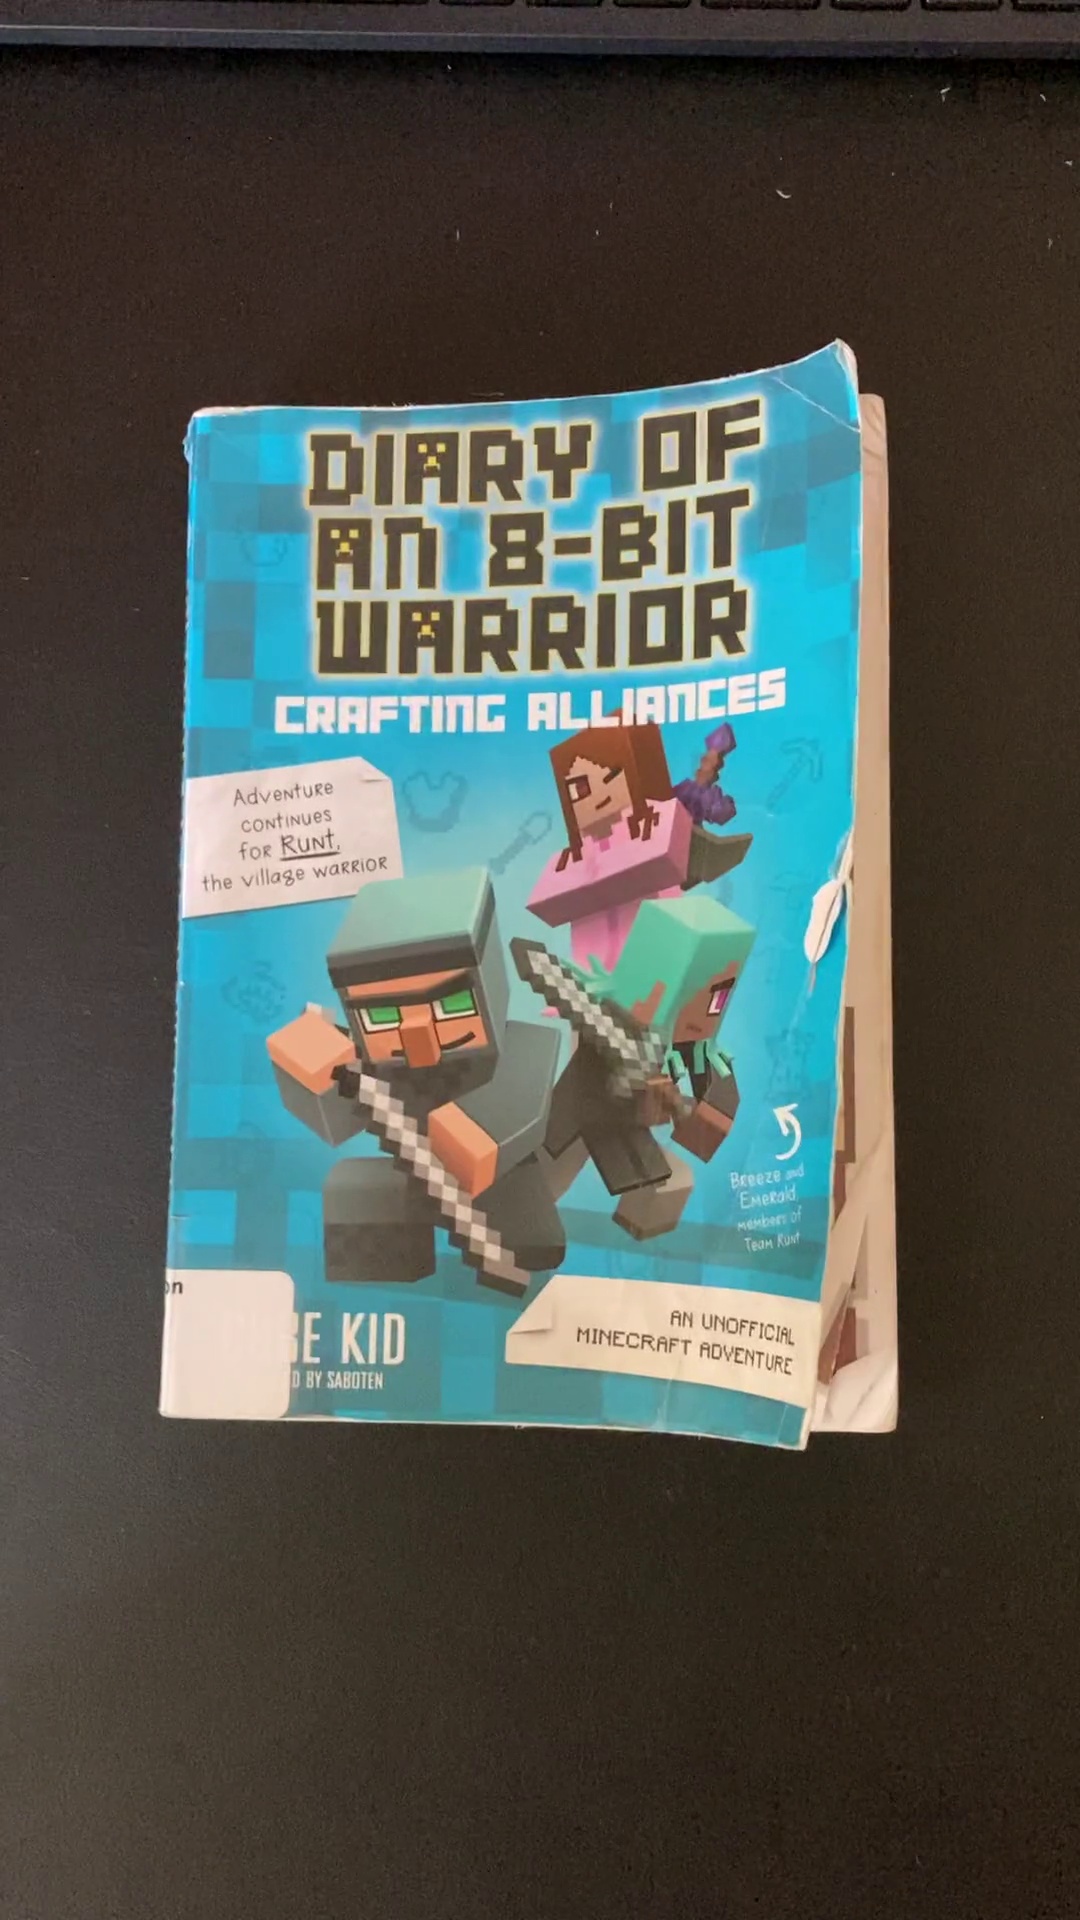 DIARY OF
AN 8-BIT
WARRIOR
CRAFTING ALLIANCES
Adventure
continues
for Runt,
the village warrior
Breeze and
Emerald,
members of
Team Runt
KID
BY SABOTEN
AN UNOFFICIAL
MINECRAFT ADVENTURE